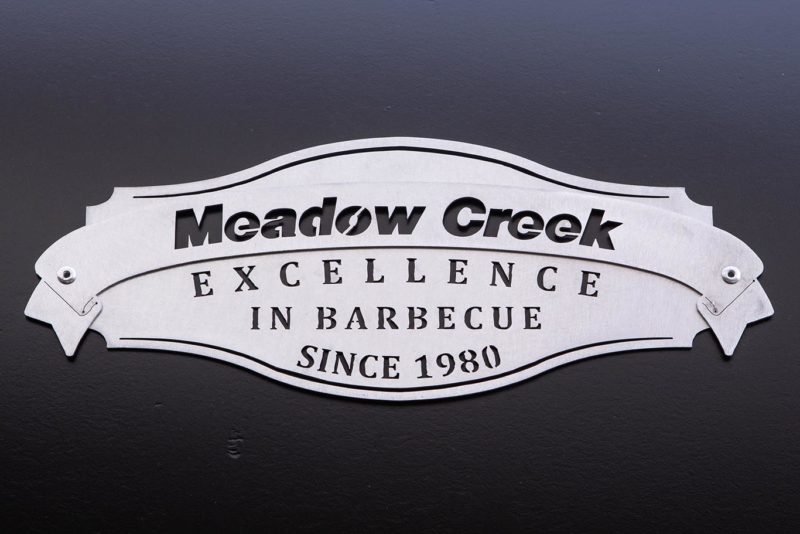 Meadow Creek
EXCELLENCE
IN BARBECUE
SINCE 1980